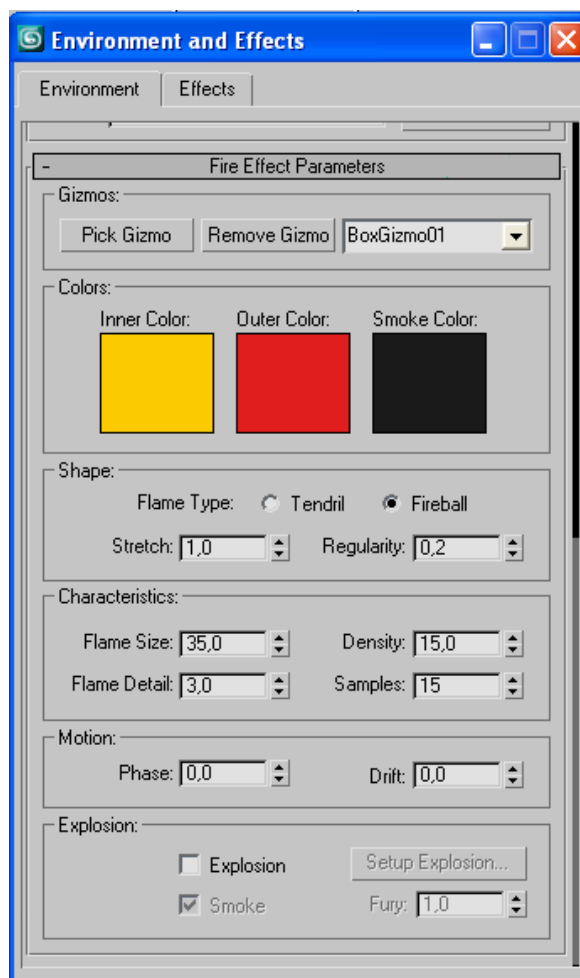 Environment and Effects
Environment Effects
- Fire Effect Parameters
Gizmos:
Pick Gizmo Remove Gizmo BoxGizmo01
Colors:
Inner Color: Outer Color: Smoke Color:
Shape:
Flame Type: Tendril Fireball
Stretch: 1,0 Regularity: 0,2
Characteristics:
Flame Size: 35,0 Density: 15,0
Flame Detail: 3,0 Samples: 15
Motion:
Phase: 0,0 Drift: 0,0
Explosion:
Explosion Setup Explosion...
Smoke Fury: 1,0